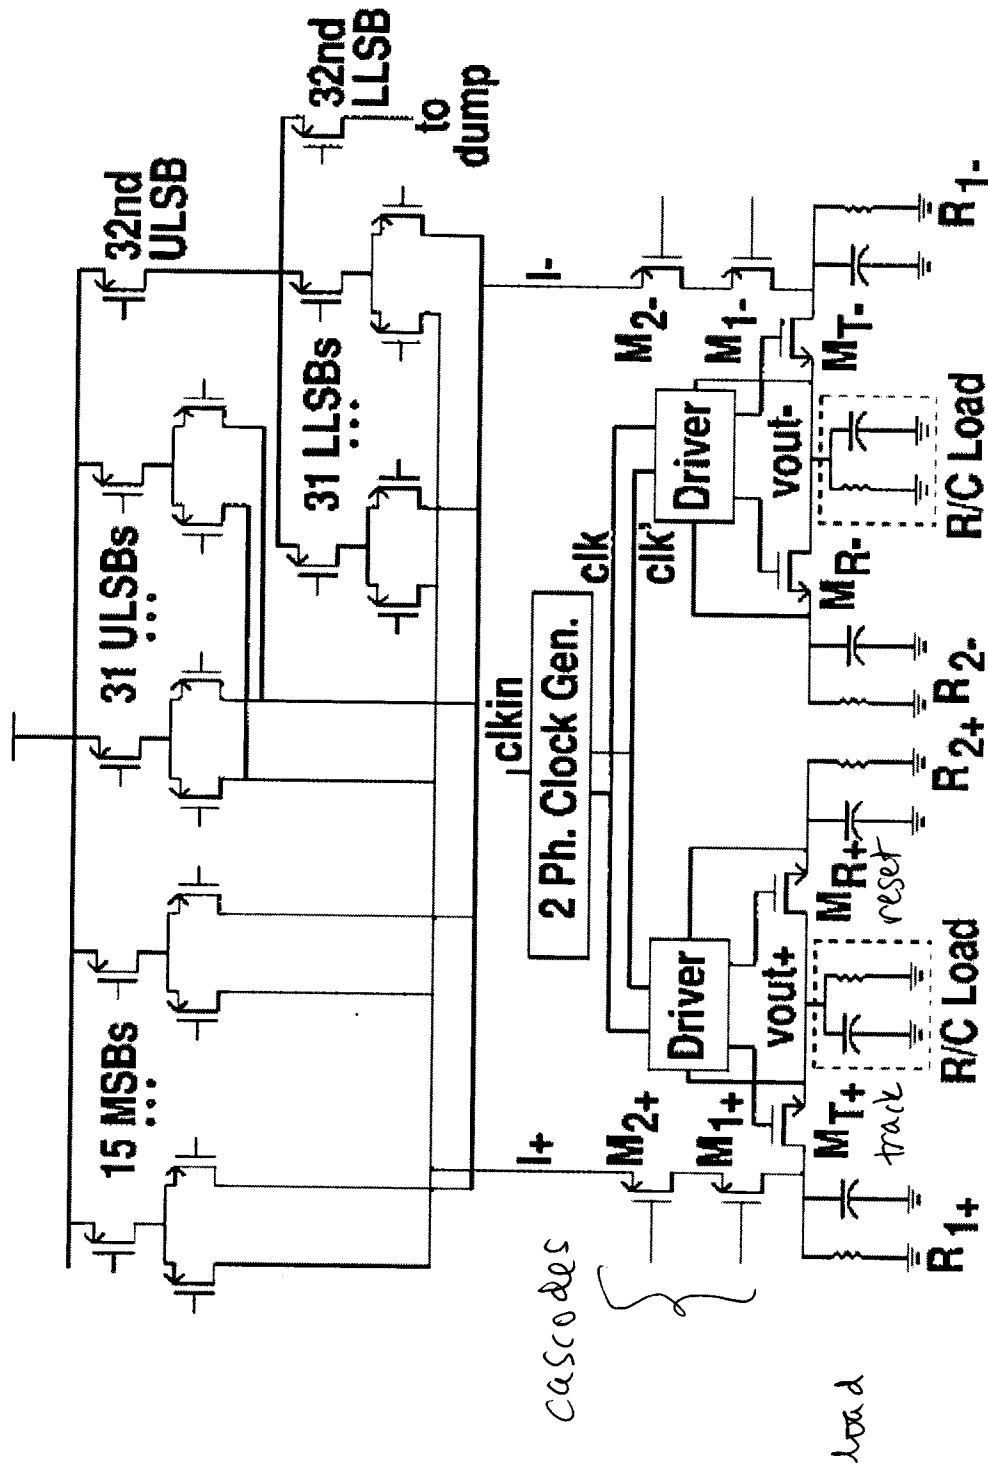 15 MSBs
...
31 ULSBs
...
32nd
ULSB
31 LLSBs
...
32nd
LLSB
to
dump
I+
clkin
2 Ph. Clock Gen.
clk
clk'
I-
cascodes
M2+
M1+
Driver
Driver
M2-
M1-
vout+
vout-
MT+
track
MR+
reset
MR-
MT-
load
R1+
R/C Load
R2+
R2-
R/C Load
R1-